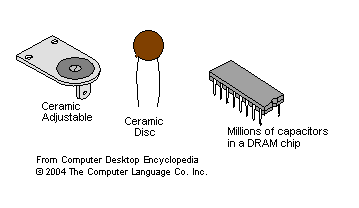 Ceramic
Adjustable
Ceramic
Disc
Millions of capacitors
in a DRAM chip
From Computer Desktop Encyclopedia
© 2004 The Computer Language Co. Inc.